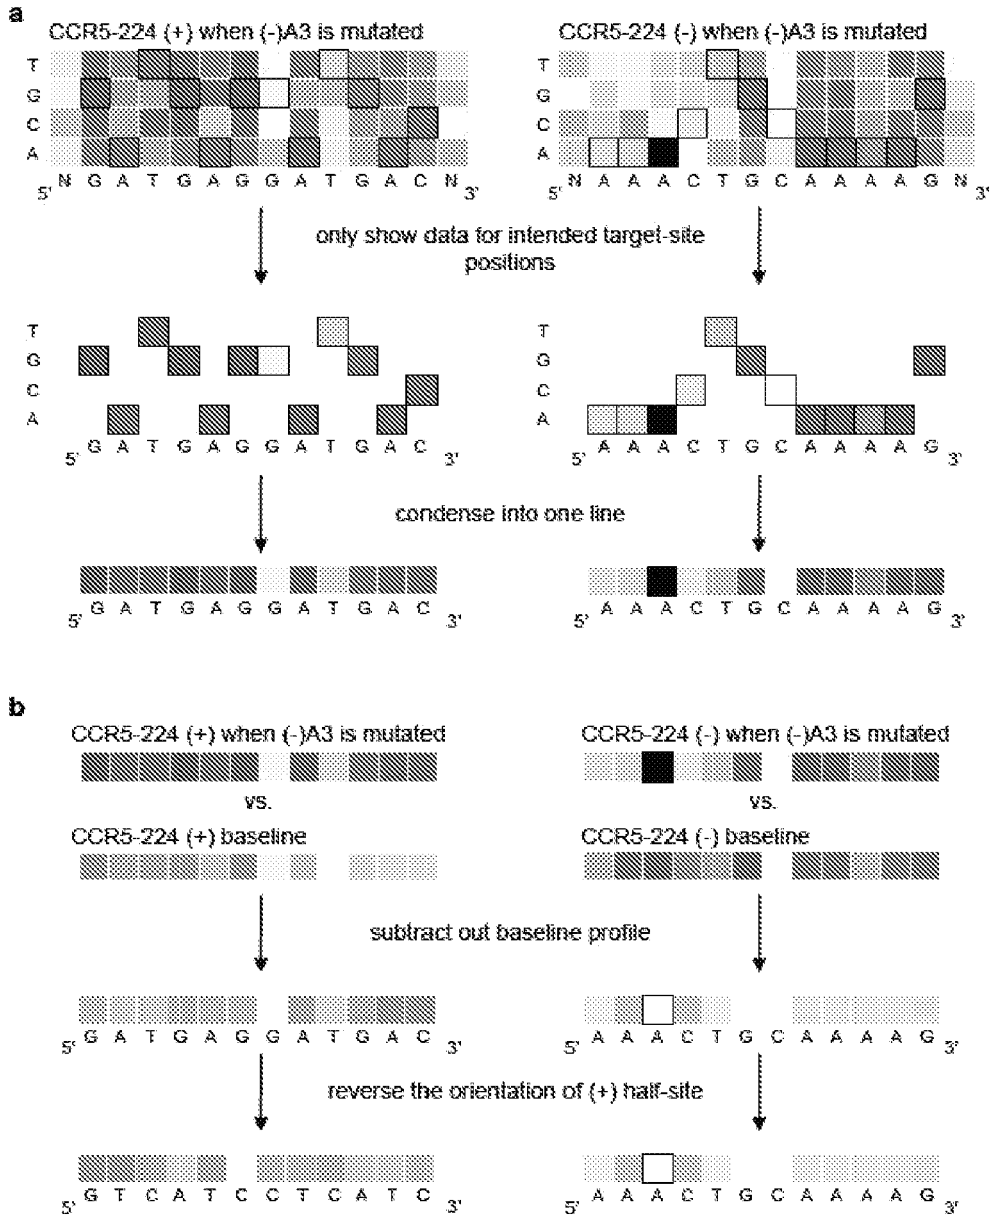 a
CCR5-224 (+) when (-)A3 is mutated
CCR5-224 (-) when (-)A3 is mutated
T
T
G
G
C
C
A
A
5' N G A T G A G G A T G A C N 3'
5' N A A A C T G C A A A A G N 3'
only show data for intended target-site
positions
T
T
G
G
C
C
A
A
5' G A T G A G G A T G A C 3'
5' A A A C T G C A A A A G 3'
condense into one line
5' G A T G A G G A T G A C 3'
5' A A A C T G C A A A A G 3'
b
CCR5-224 (+) when (-)A3 is mutated
CCR5-224 (-) when (-)A3 is mutated
vs.
vs.
CCR5-224 (+) baseline
CCR5-224 (-) baseline
subtract out baseline profile
5' G A T G A G G A T G A C 3'
5' A A A C T G C A A A A G 3'
reverse the orientation of (+) half-site
5' G T C A T C C T C A T C 3'
5' A A A C T G C A A A A G 3'